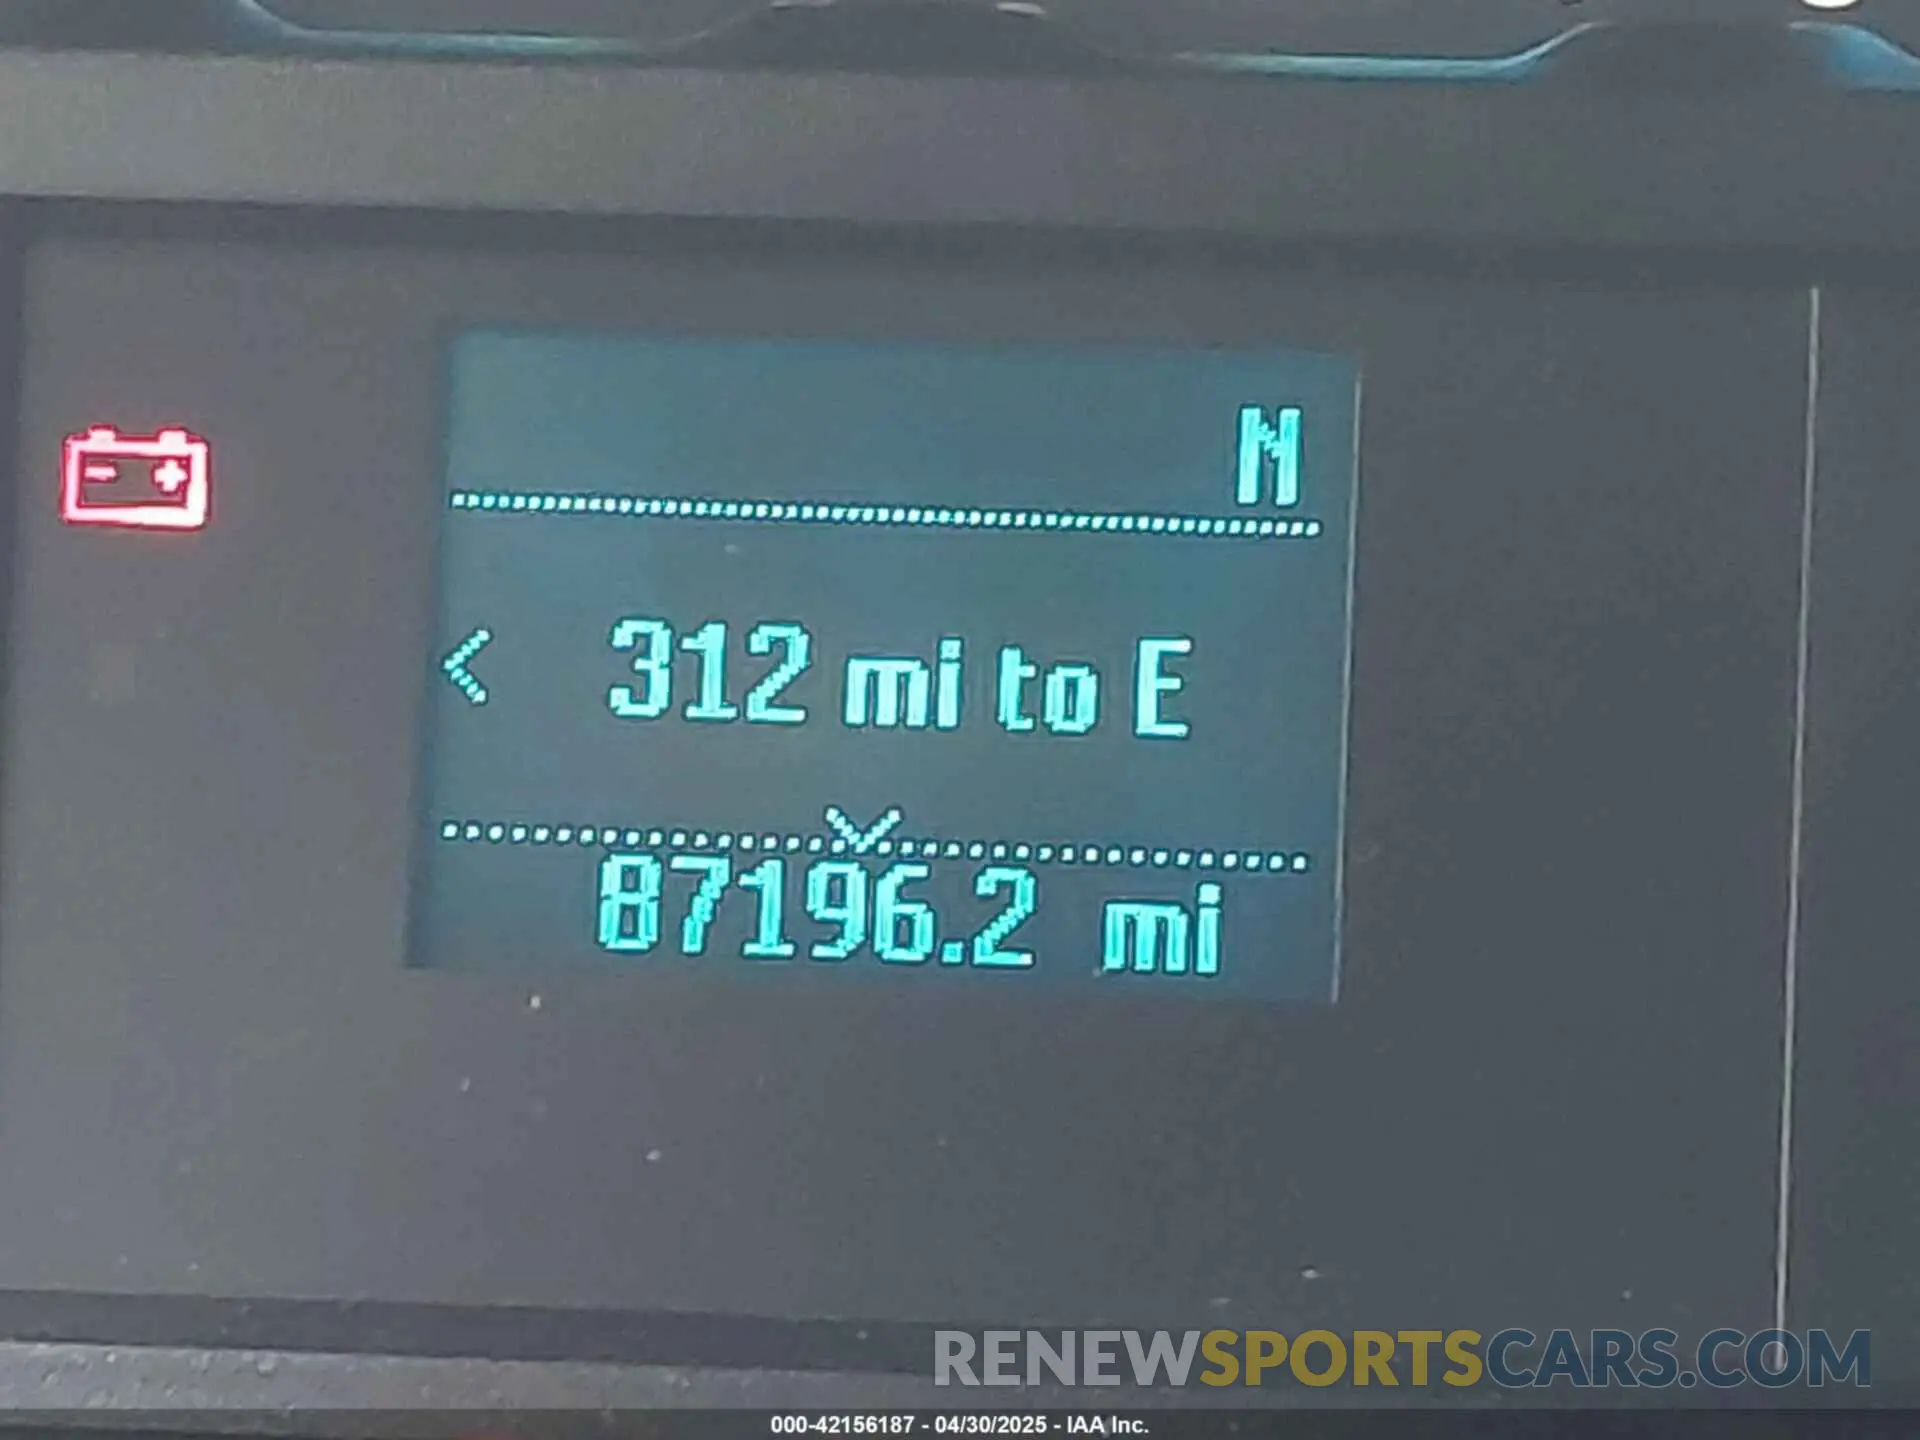 N
< 312 mi to E
87196.2 mi
RENEWSPORTSCARS.COM
000-42156187 - 04/30/2025 - IAA Inc.